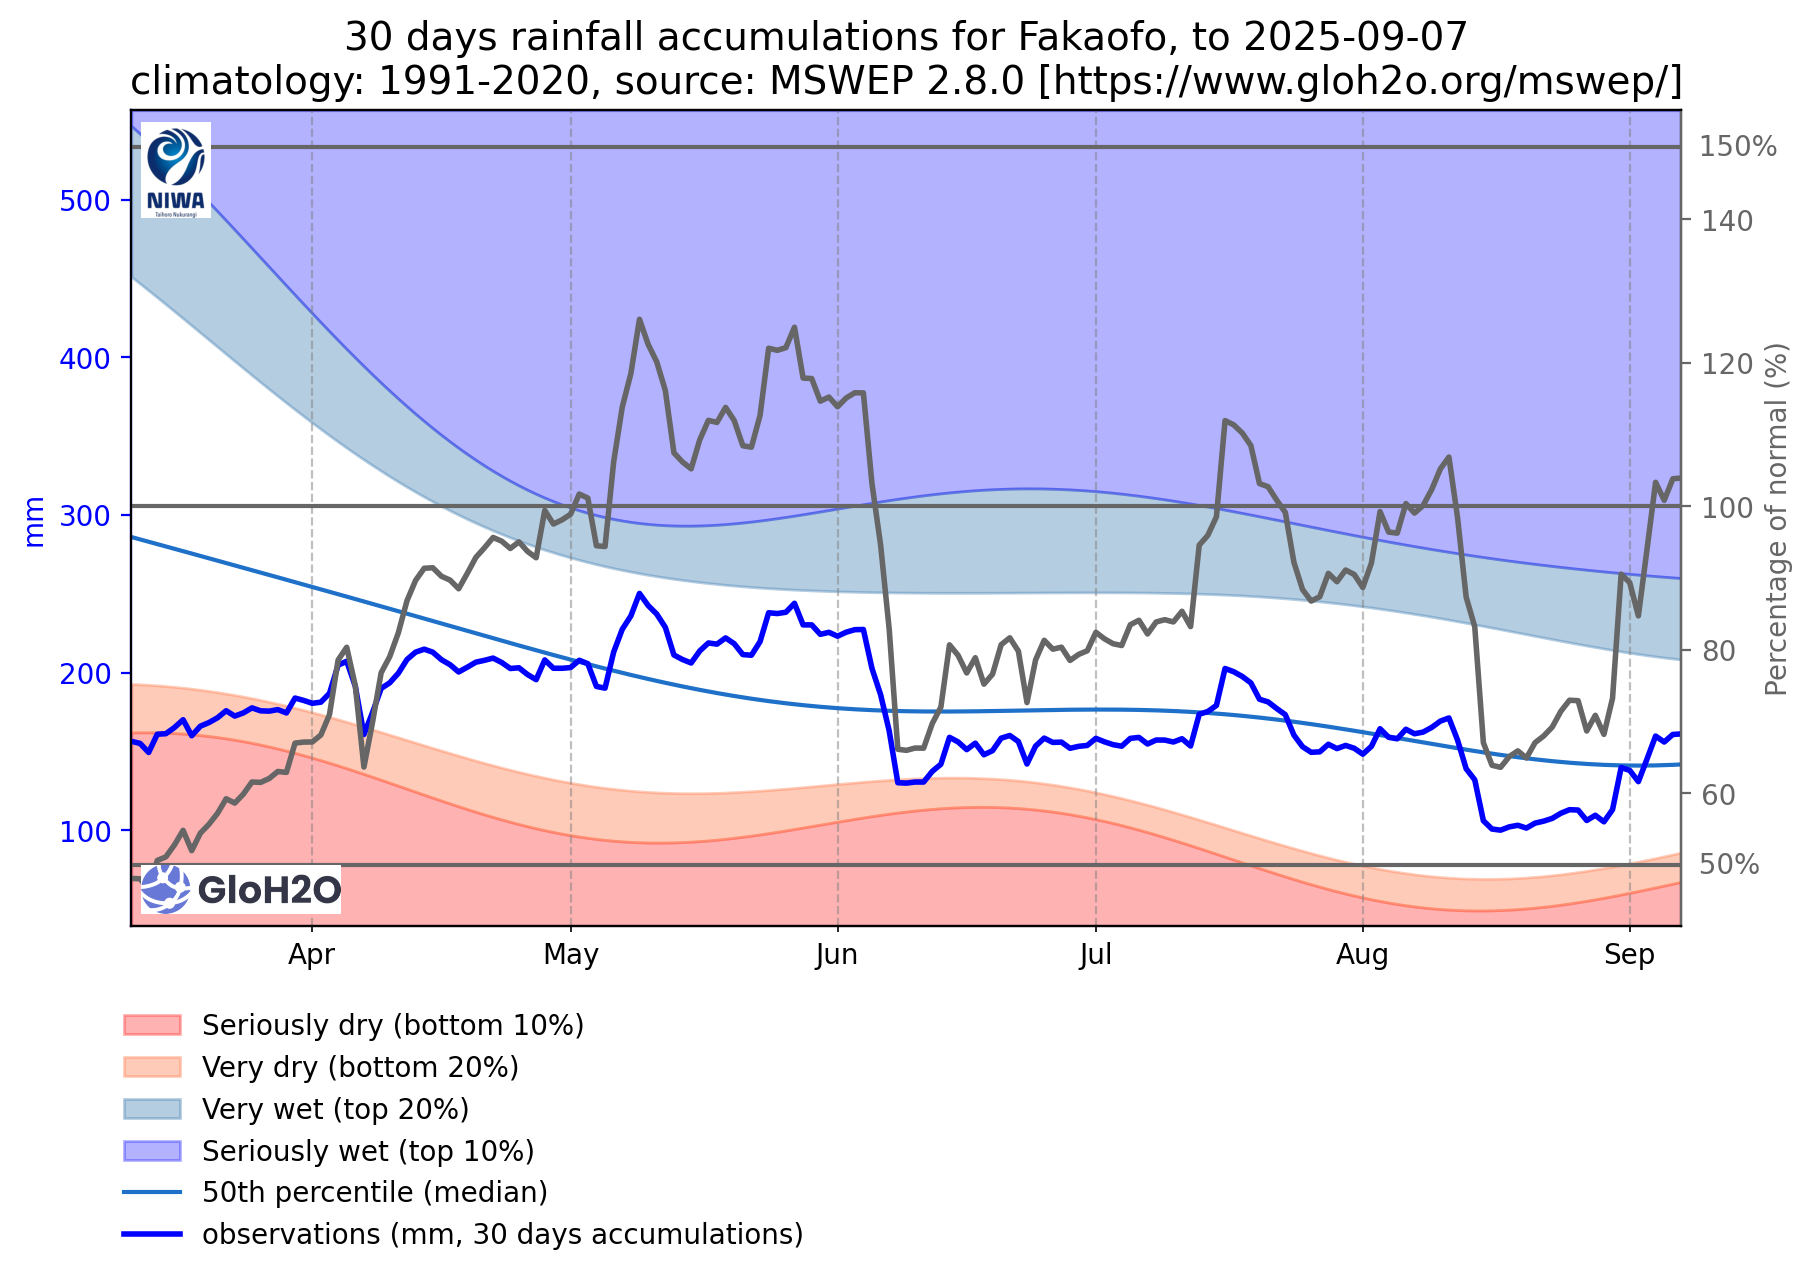 30 days rainfall accumulations for Fakaofo, to 2025-09-07
climatology: 1991-2020, source: MSWEP 2.8.0 [https://www.gloh2o.org/mswep/]
NIWA
Taihoro Nukurangi
500
400
300
200
100
mm
150%
140
120
100
80
60
50%
Percentage of normal (%)
GloH2O
Apr
May
Jun
Jul
Aug
Sep
Seriously dry (bottom 10%)
Very dry (bottom 20%)
Very wet (top 20%)
Seriously wet (top 10%)
50th percentile (median)
observations (mm, 30 days accumulations)